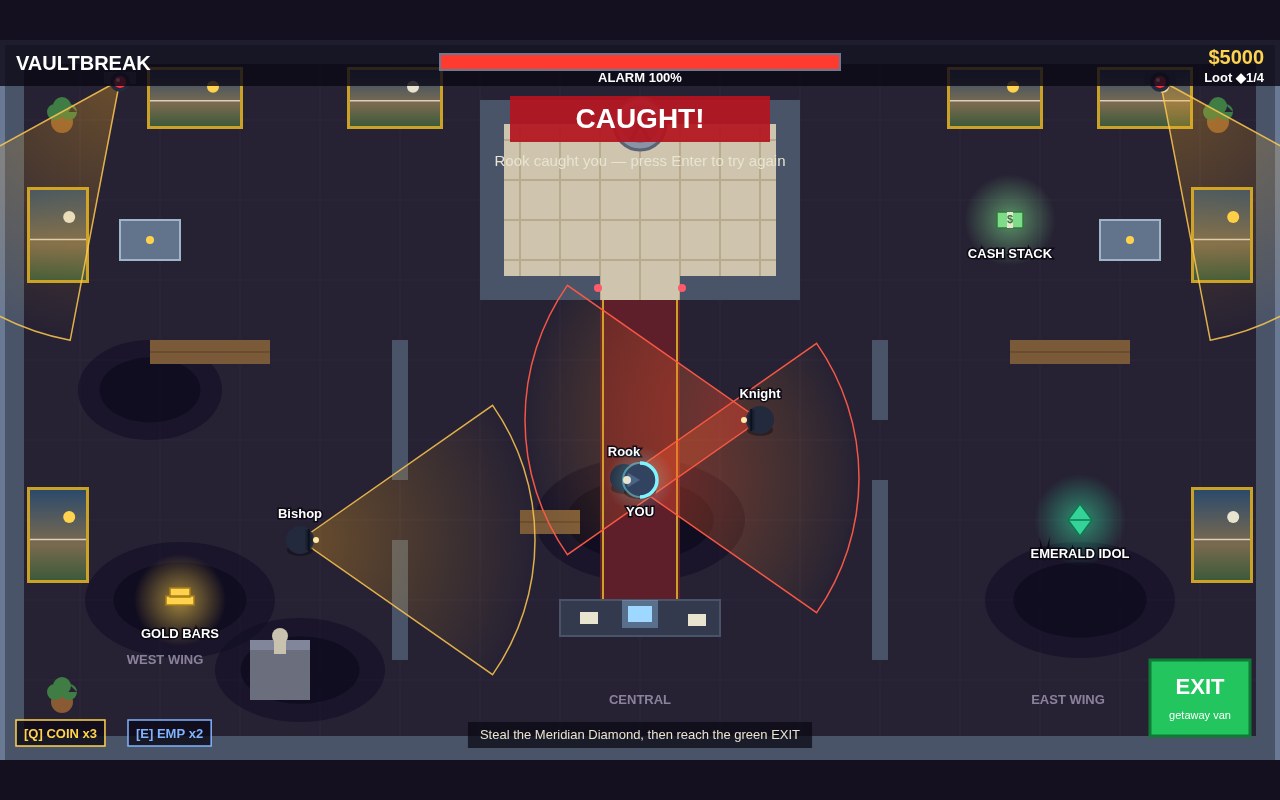 VAULTBREAK
ALARM 100%
$5000
Loot ◆1/4
CAUGHT!
Rook caught you — press Enter to try again
$
CASH STACK
Knight
Rook
YOU
Bishop
EMERALD IDOL
GOLD BARS
WEST WING
CENTRAL
EAST WING
EXIT
getaway van
[Q] COIN x3
[E] EMP x2
Steal the Meridian Diamond, then reach the green EXIT